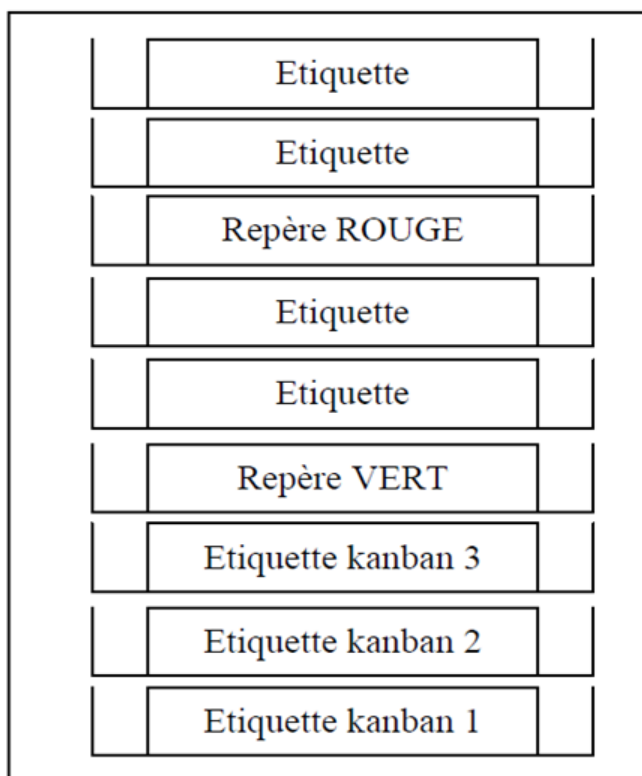 Etiquette
Etiquette
Repère ROUGE
Etiquette
Etiquette
Repère VERT
Etiquette kanban 3
Etiquette kanban 2
Etiquette kanban 1